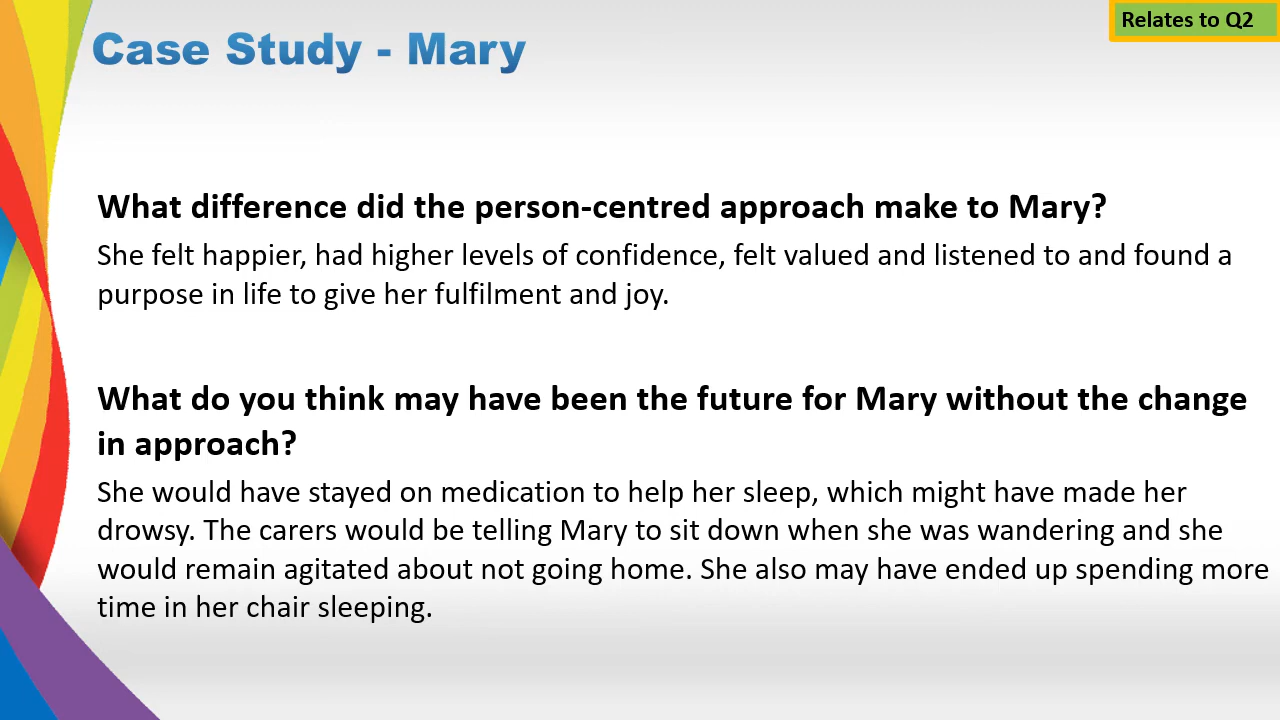 Relates to Q2
Case Study - Mary
What difference did the person-centred approach make to Mary?
She felt happier, had higher levels of confidence, felt valued and listened to and found a
purpose in life to give her fulfilment and joy.
What do you think may have been the future for Mary without the change
in approach?
She would have stayed on medication to help her sleep, which might have made her
drowsy. The carers would be telling Mary to sit down when she was wandering and she
would remain agitated about not going home. She also may have ended up spending more
time in her chair sleeping.